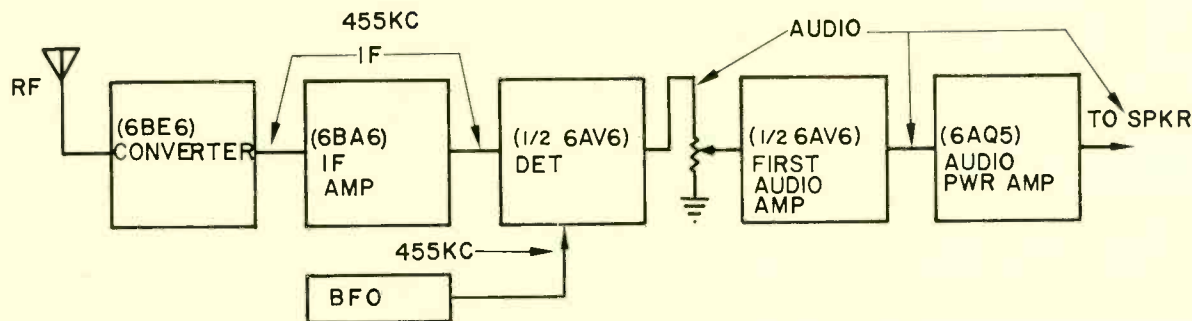 455KC
IF
AUDIO
RF
(6BE6)
CONVERTER
(6BA6)
IF
AMP
(1/2 6AV6)
DET
(1/2 6AV6)
FIRST
AUDIO
AMP
(6AQ5)
AUDIO
PWR AMP
TO SPKR
455KC
BFO